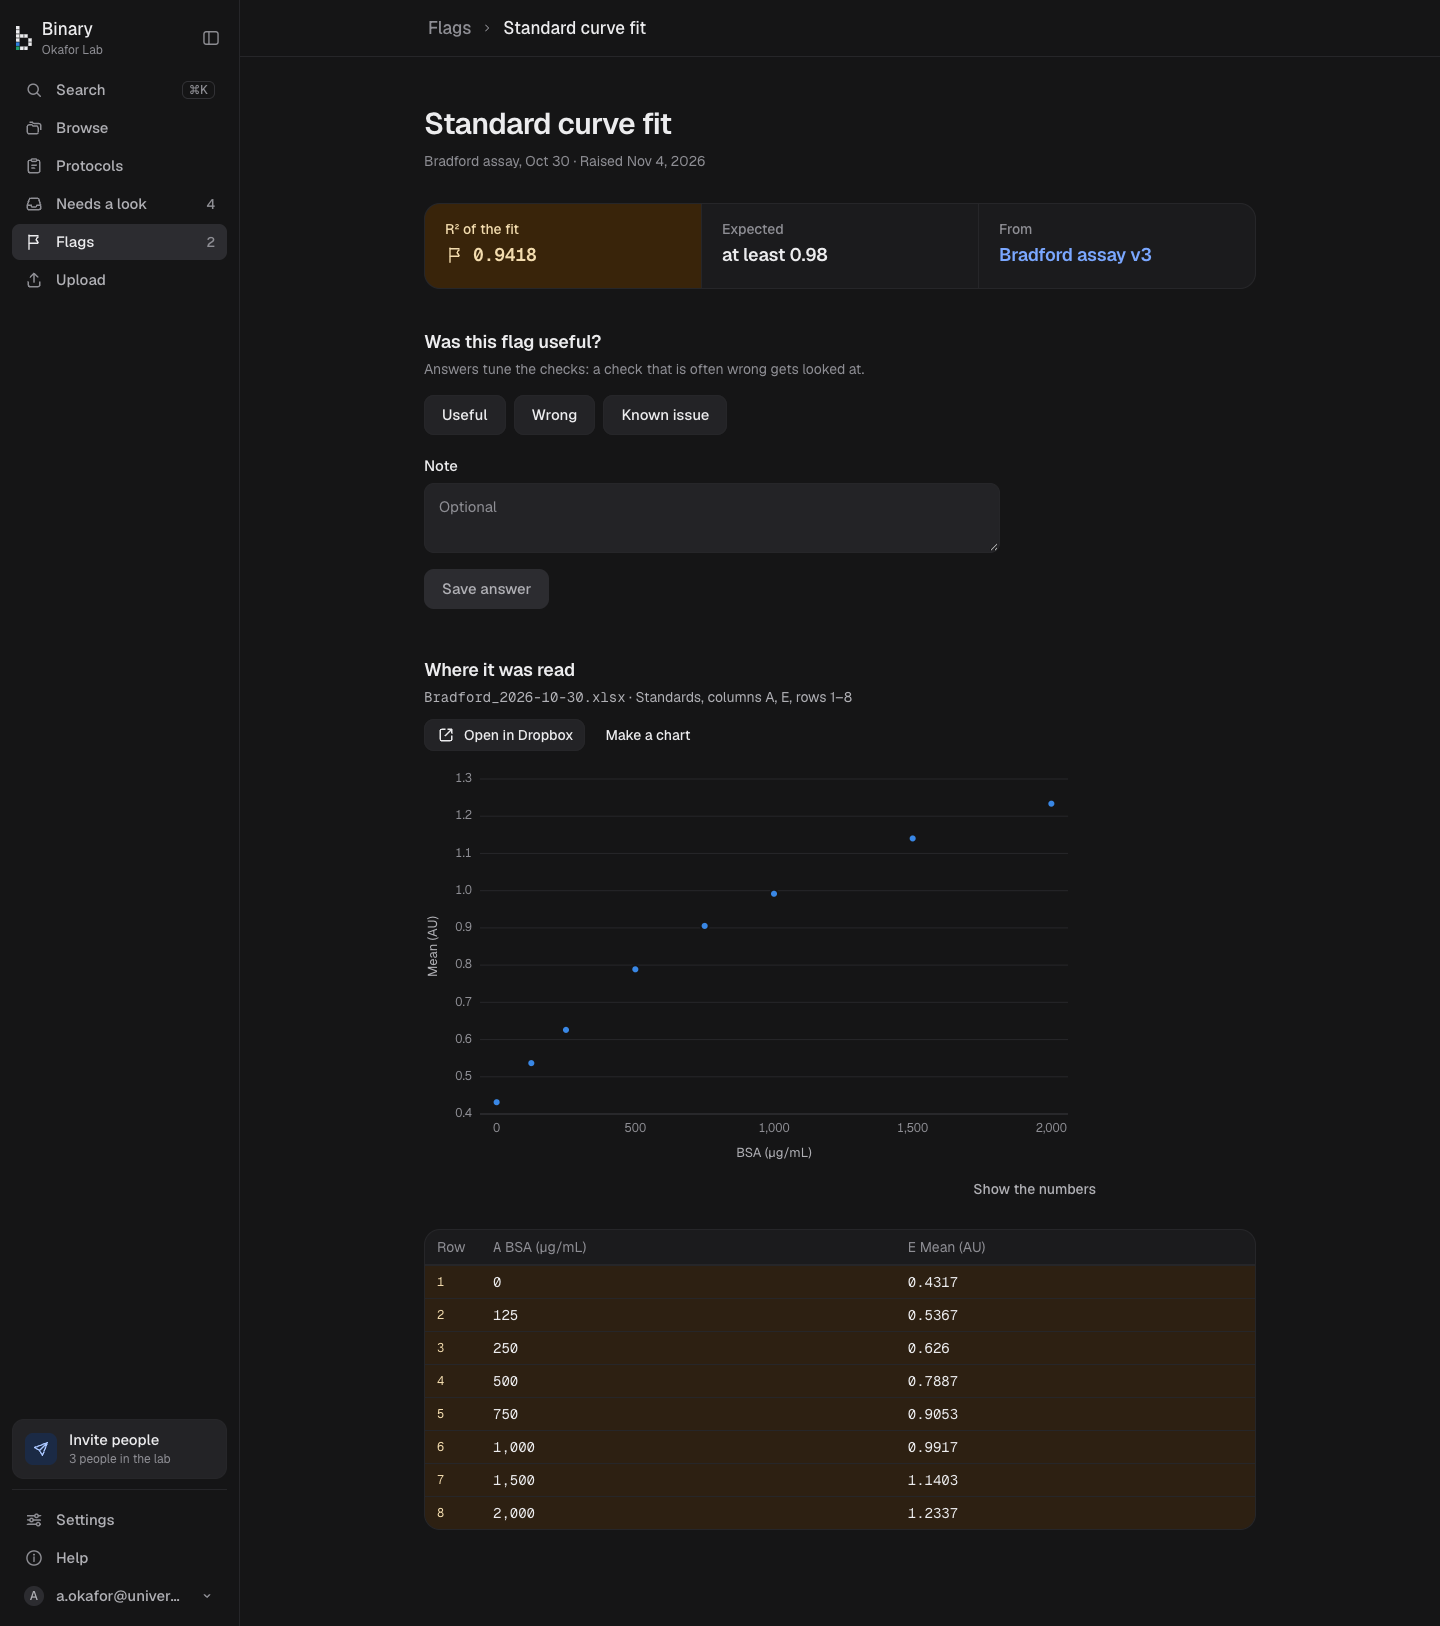 Binary
Okafor Lab
Search ⌘K
Browse
Protocols
Needs a look 4
Flags 2
Upload
Invite people
3 people in the lab
Settings
Help
A a.okafor@univer...
Flags › Standard curve fit
Standard curve fit
Bradford assay, Oct 30 · Raised Nov 4, 2026
R² of the fit
0.9418
Expected
at least 0.98
From
Bradford assay v3
Was this flag useful?
Answers tune the checks: a check that is often wrong gets looked at.
Useful
Wrong
Known issue
Note
Optional
Save answer
Where it was read
Bradford_2026-10-30.xlsx · Standards, columns A, E, rows 1–8
Open in Dropbox
Make a chart
Mean (AU)
1.3
1.2
1.1
1.0
0.9
0.8
0.7
0.6
0.5
0.4
0 500 1,000 1,500 2,000
BSA (µg/mL)
Show the numbers
Row A BSA (µg/mL) E Mean (AU)
1 0 0.4317
2 125 0.5367
3 250 0.626
4 500 0.7887
5 750 0.9053
6 1,000 0.9917
7 1,500 1.1403
8 2,000 1.2337